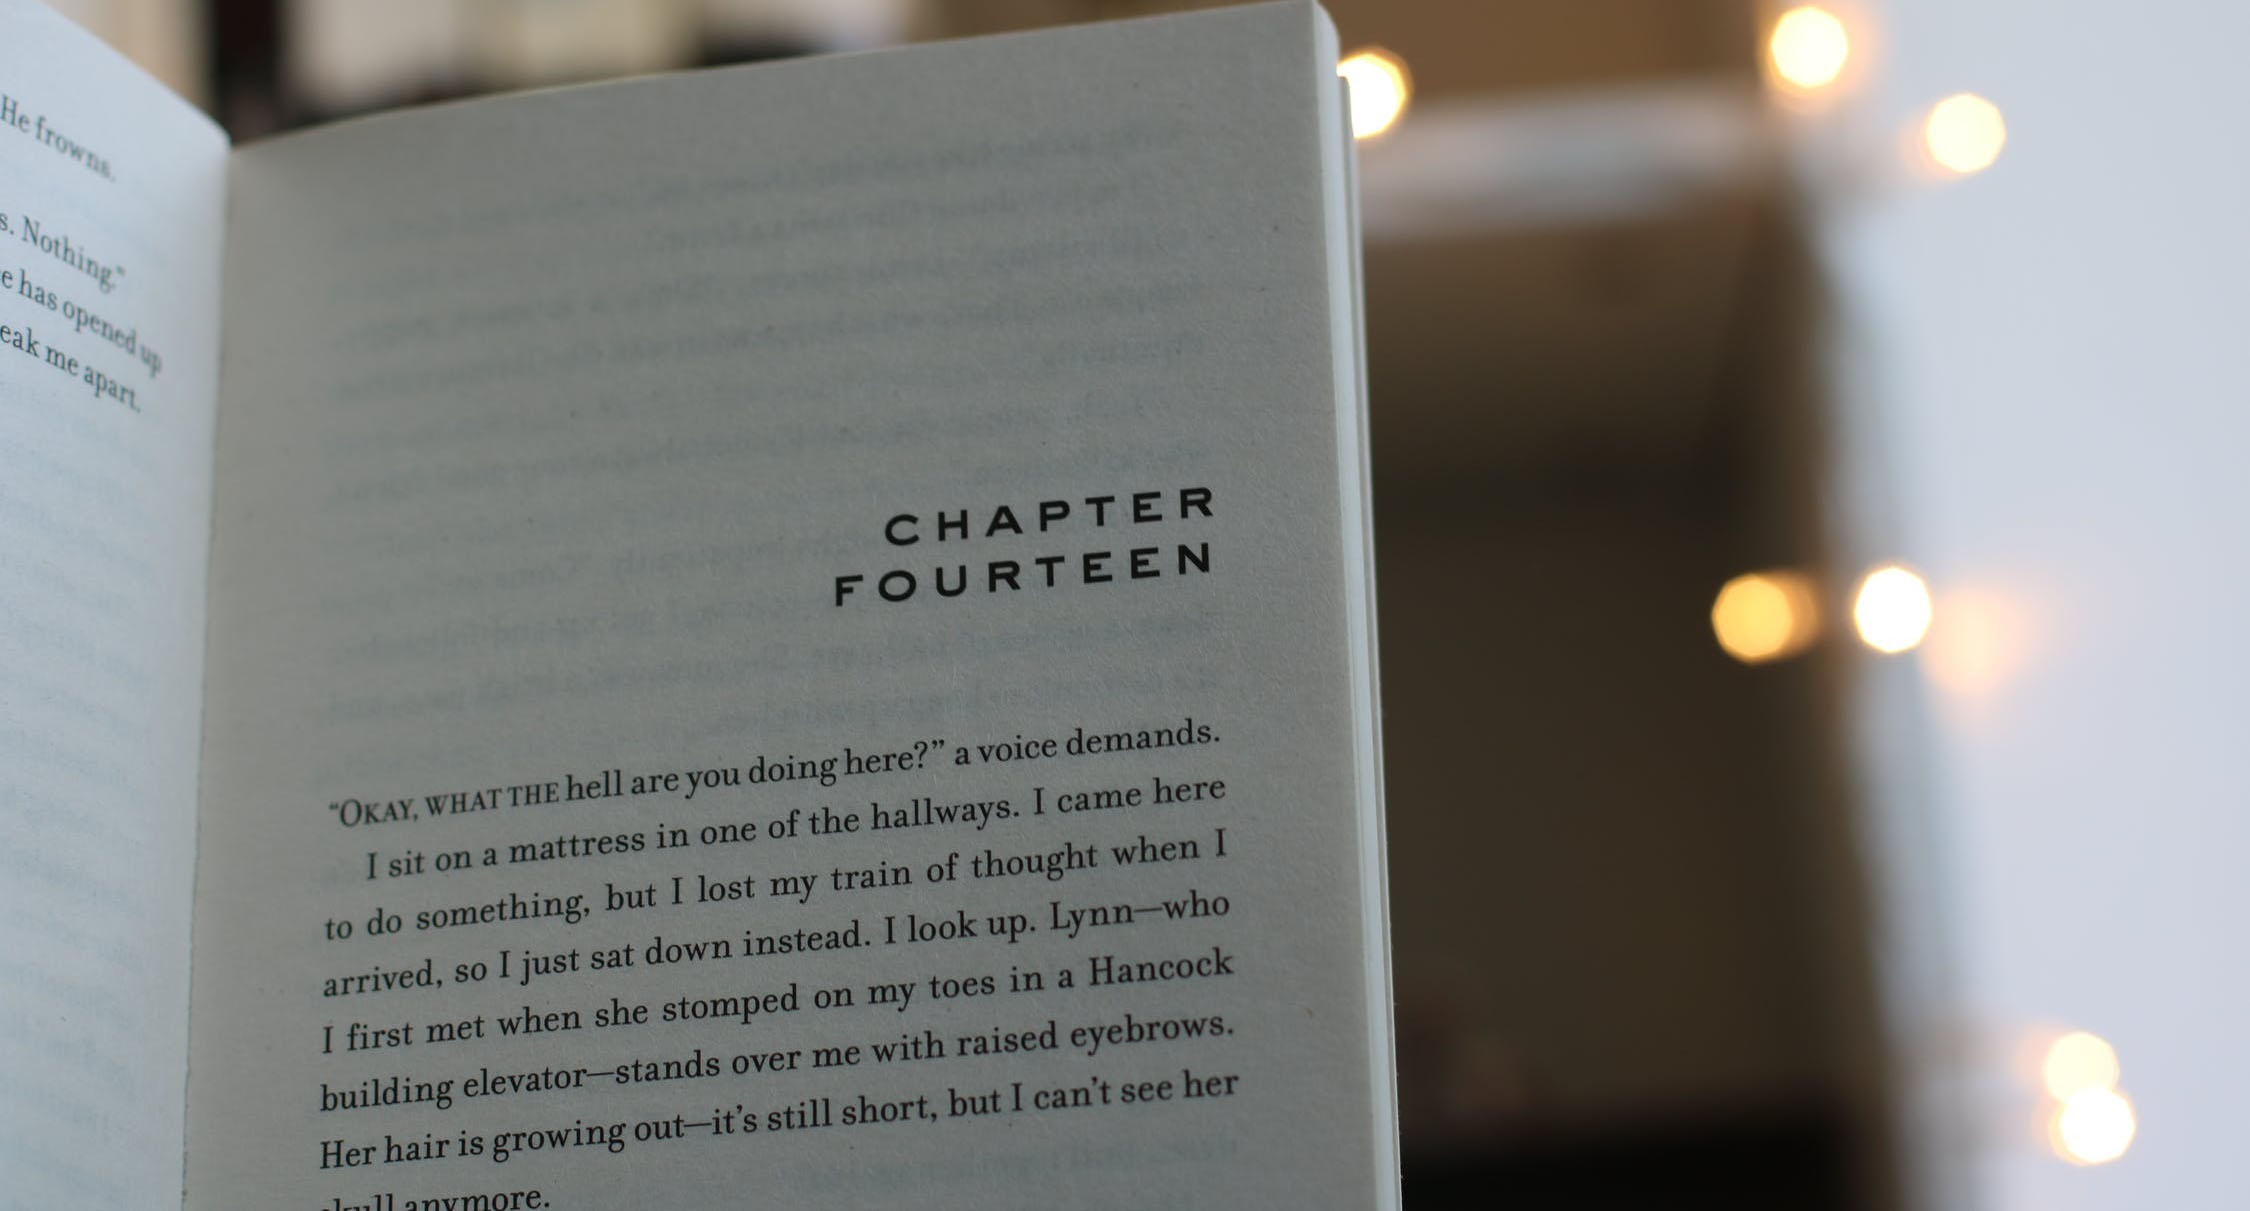 He frowns.
s. Nothing."
e has opened up
eak me apart.
CHAPTER
FOURTEEN
“OKAY, WHAT THE hell are you doing here?” a voice demands.
I sit on a mattress in one of the hallways. I came here
to do something, but I lost my train of thought when I
arrived, so I just sat down instead. I look up. Lynn—who
I first met when she stomped on my toes in a Hancock
building elevator—stands over me with raised eyebrows.
Her hair is growing out—it’s still short, but I can’t see her
skull anymore.